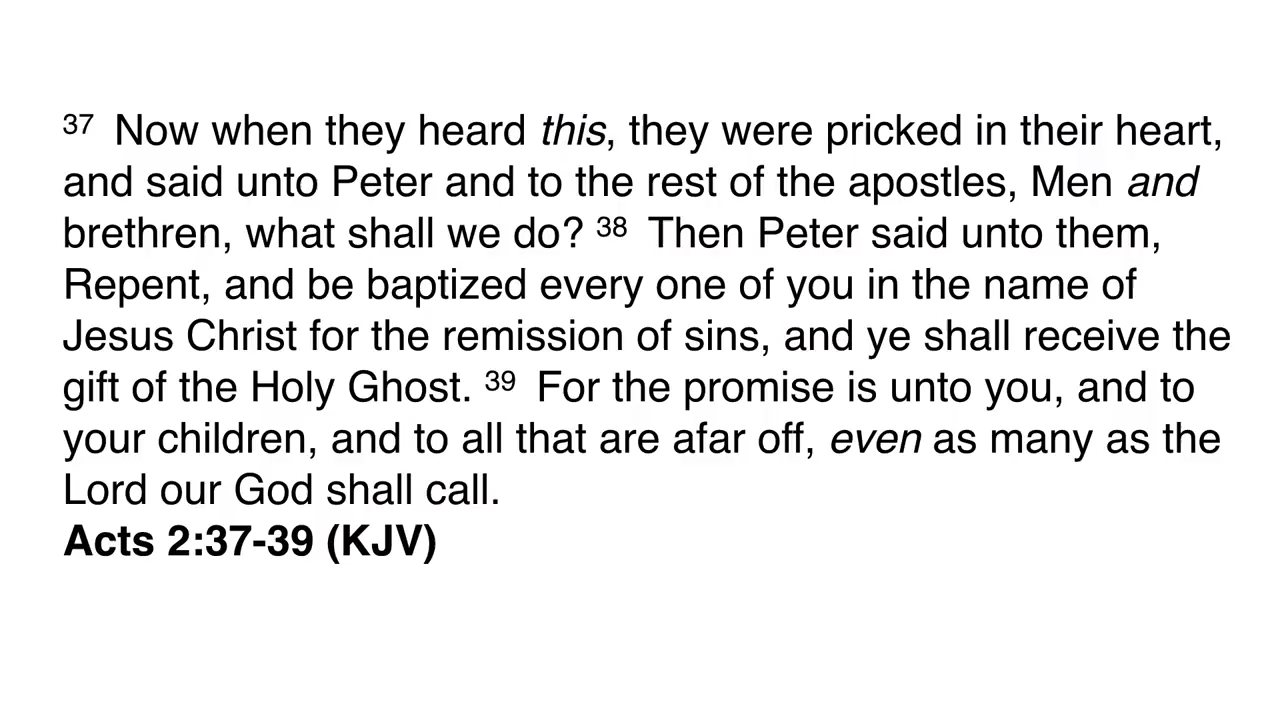 37 Now when they heard this, they were pricked in their heart,
and said unto Peter and to the rest of the apostles, Men and
brethren, what shall we do? 38 Then Peter said unto them,
Repent, and be baptized every one of you in the name of
Jesus Christ for the remission of sins, and ye shall receive the
gift of the Holy Ghost. 39 For the promise is unto you, and to
your children, and to all that are afar off, even as many as the
Lord our God shall call.
Acts 2:37-39 (KJV)